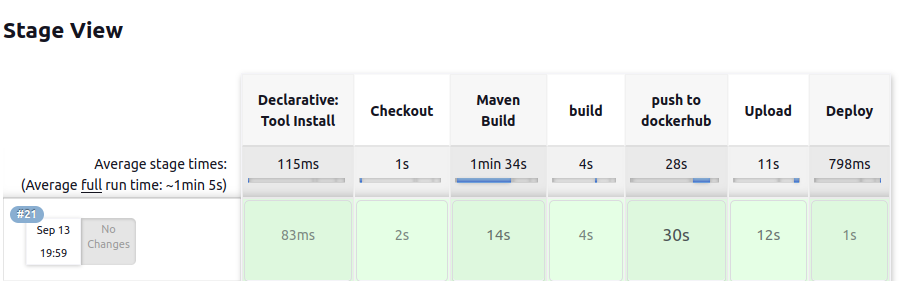 Stage View
Declarative: Tool Install
Checkout
Maven Build
build
push to dockerhub
Upload
Deploy
Average stage times:
(Average full run time: ~1min 5s)
115ms
1s
1min 34s
4s
28s
11s
798ms
#21
Sep 13
19:59
No
Changes
83ms
2s
14s
4s
30s
12s
1s